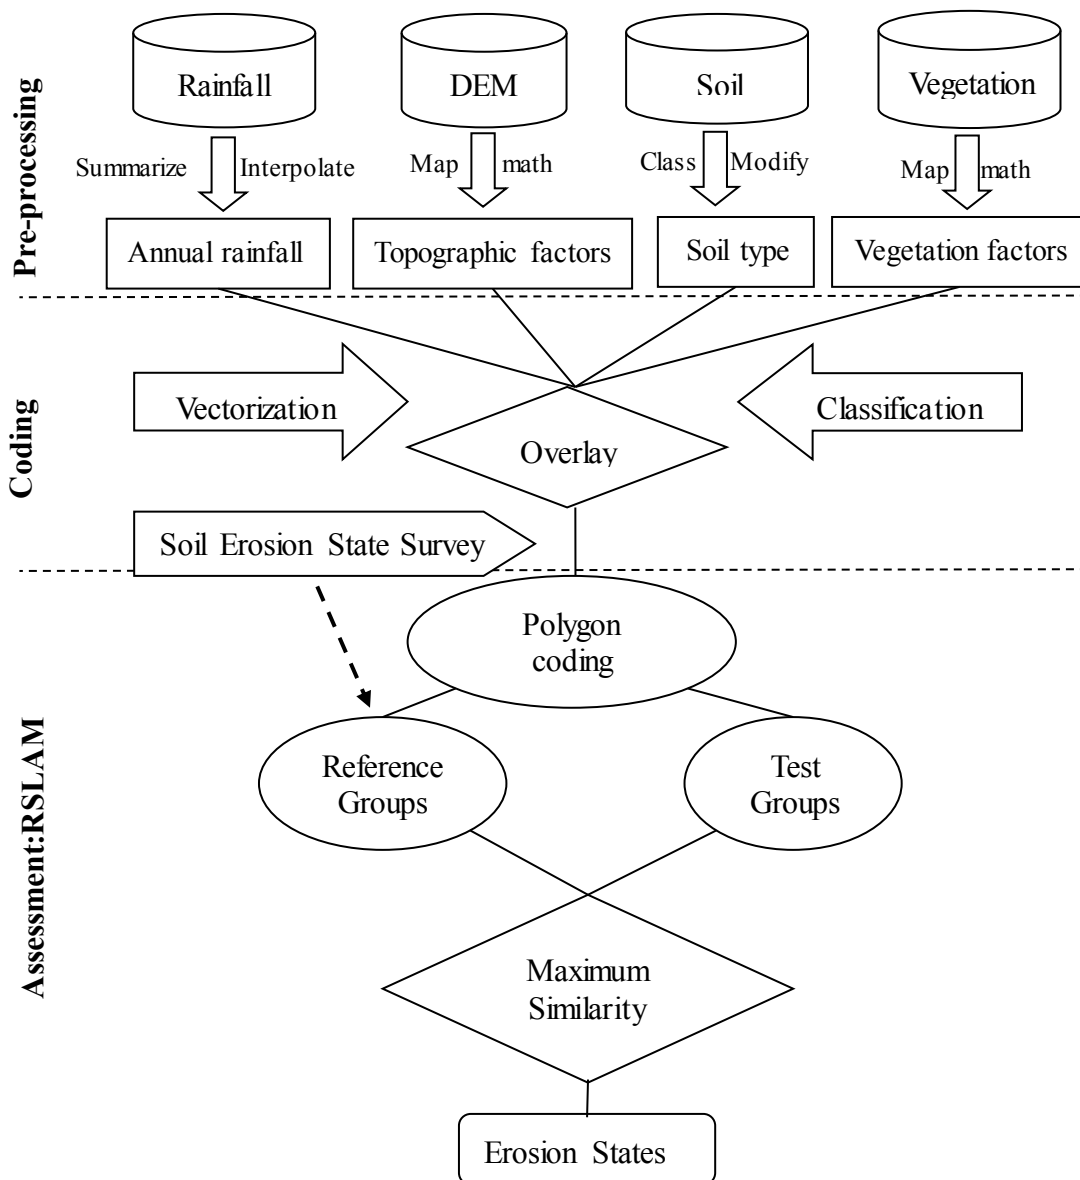 Pre-processing
Rainfall
DEM
Soil
Vegetation
Summarize
Interpolate
Map
math
Class
Modify
Map
math
Annual rainfall
Topographic factors
Soil type
Vegetation factors
Coding
Vectorization
Classification
Overlay
Soil Erosion State Survey
Assessment:RSLAM
Polygon
coding
Reference
Groups
Test
Groups
Maximum
Similarity
Erosion States